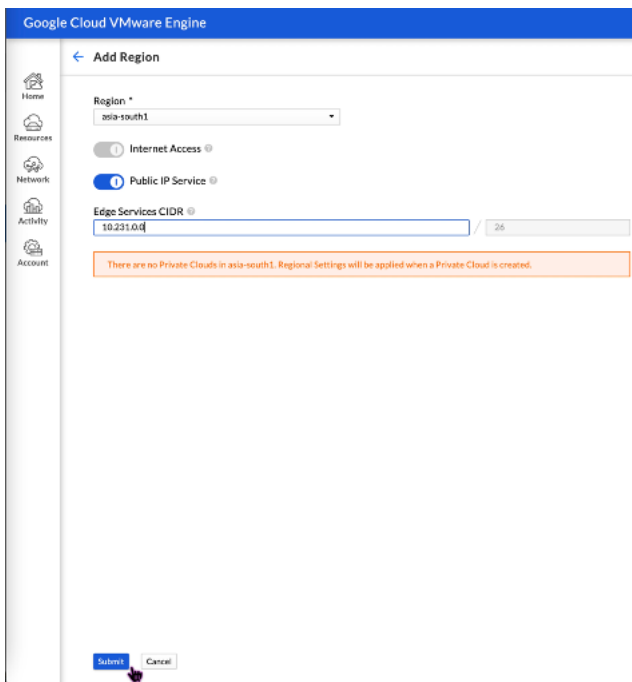 Google Cloud VMware Engine
Add Region
Home
Resources
Network
Activity
Account
Region *
asia-south1
Internet Access
Public IP Service
Edge Services CIDR
10.231.0.0 / 26
There are no Private Clouds in asia-south1. Regional Settings will be applied when a Private Cloud is created.
Submit Cancel